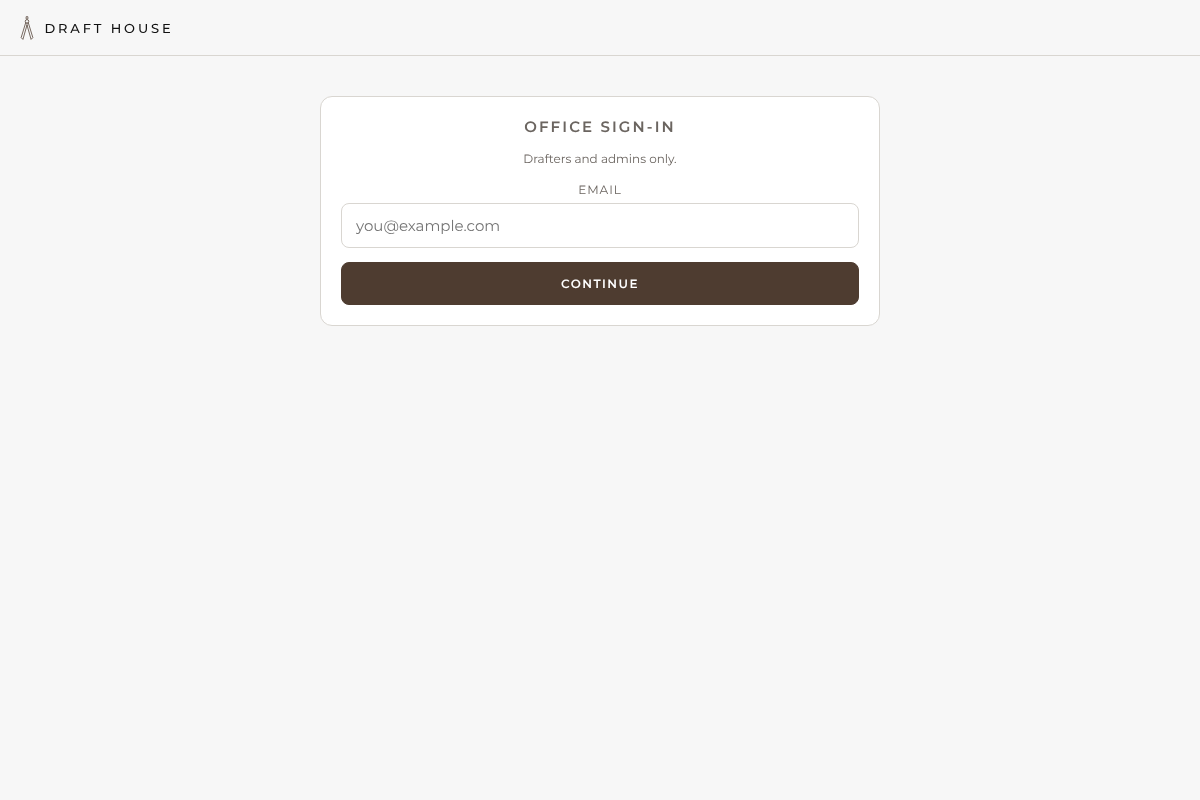 DRAFT HOUSE
OFFICE SIGN-IN
Drafters and admins only.
EMAIL
you@example.com
CONTINUE